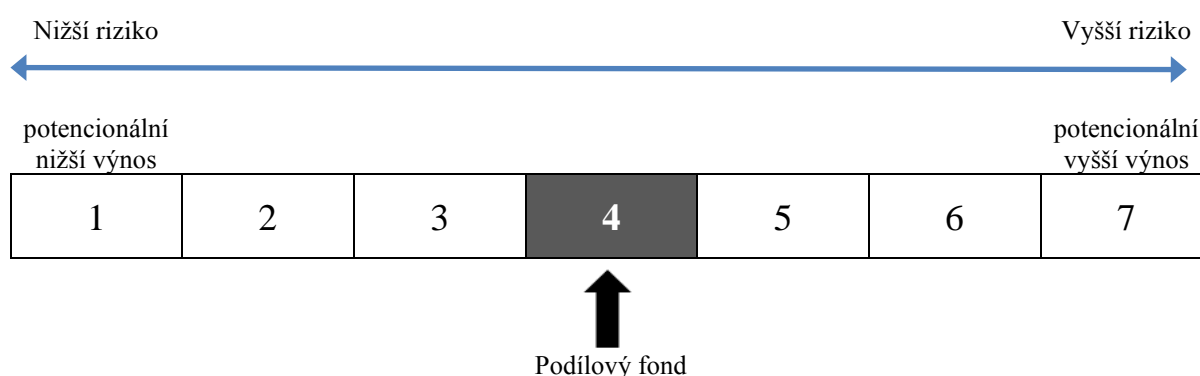 Nižší riziko
Vyšší riziko
potencionální
nižší výnos
potencionální
vyšší výnos
1 2 3 4 5 6 7
Podílový fond